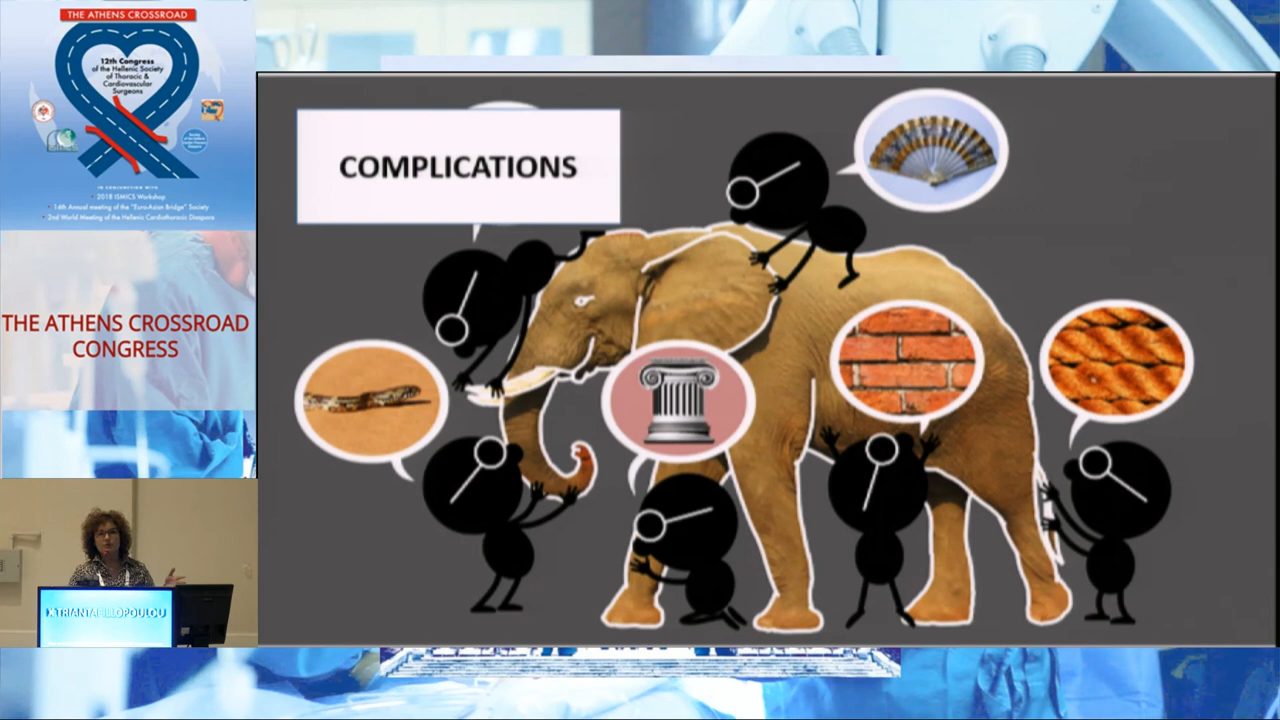 THE ATHENS CROSSROAD
12th Congress
of the Hellenic Society
of Thoracic &
Cardiovascular
Surgeons
IN CONJUNCTION WITH
2018 ISMICS Workshop
14th Annual meeting of the "Euro-Asian Bridge" Society
2nd World Meeting of the Hellenic Cardiothoracic Diaspora
THE ATHENS CROSSROAD
CONGRESS
COMPLICATIONS